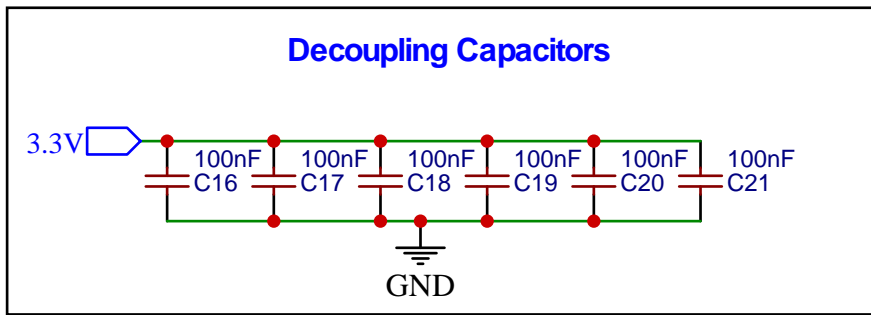 Decoupling Capacitors
3.3V
100nF 100nF 100nF 100nF 100nF 100nF
C16 C17 C18 C19 C20 C21
GND